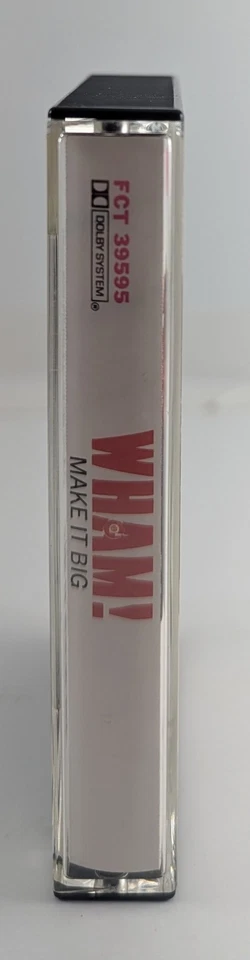 FCT 39595
DOLBY SYSTEM®
WHAM!
MAKE IT BIG